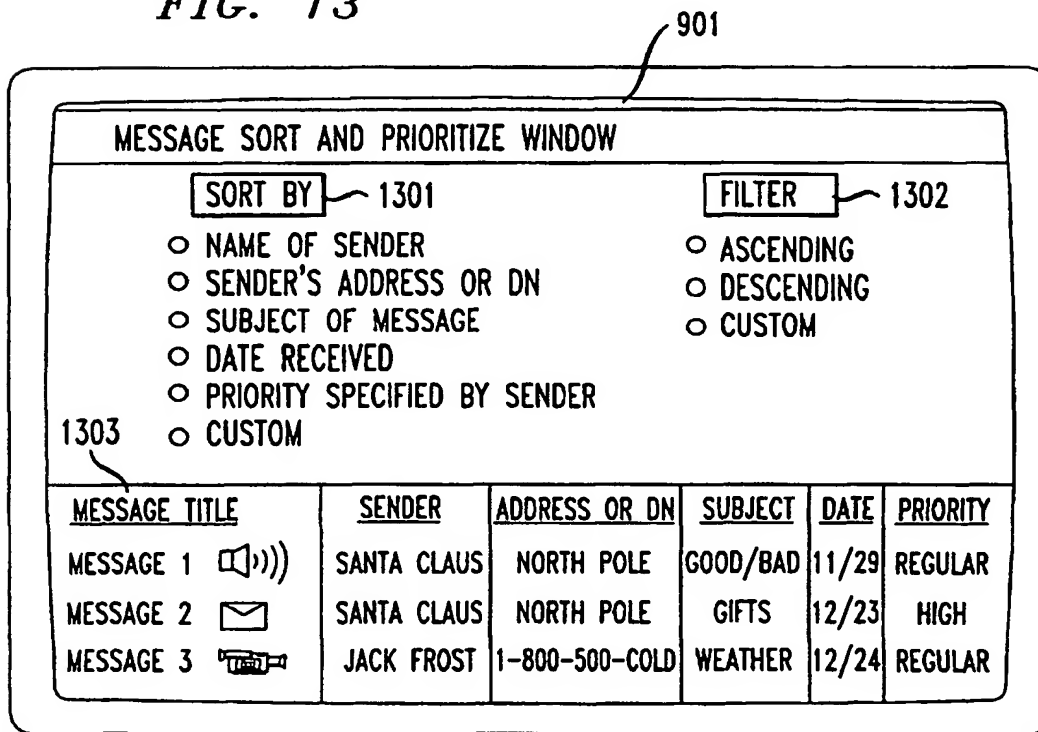 FIG. 13
901
MESSAGE SORT AND PRIORITIZE WINDOW
SORT BY 1301 FILTER 1302
○ NAME OF SENDER ○ ASCENDING
○ SENDER'S ADDRESS OR DN ○ DESCENDING
○ SUBJECT OF MESSAGE ○ CUSTOM
○ DATE RECEIVED
○ PRIORITY SPECIFIED BY SENDER
1303 ○ CUSTOM
MESSAGE TITLE SENDER ADDRESS OR DN SUBJECT DATE PRIORITY
MESSAGE 1 SANTA CLAUS NORTH POLE GOOD/BAD 11/29 REGULAR
MESSAGE 2 SANTA CLAUS NORTH POLE GIFTS 12/23 HIGH
MESSAGE 3 JACK FROST 1-800-500-COLD WEATHER 12/24 REGULAR